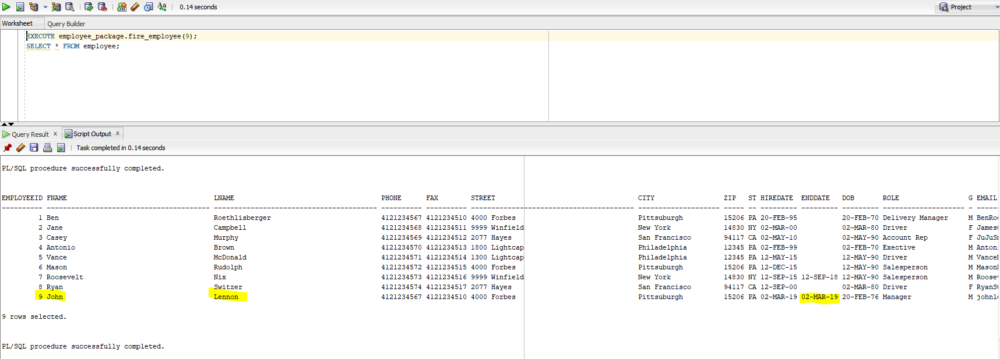 0.14 seconds
Project
Worksheet Query Builder
EXECUTE employee_package.fire_employee(9);
SELECT * FROM employee;
Query Result x Script Output x
Task completed in 0.14 seconds
PL/SQL procedure successfully completed.
EMPLOYEEID FNAME LNAME PHONE FAX STREET CITY ZIP ST HIREDATE ENDDATE DOB ROLE G EMAIL
1 Ben Roethlisberger 4121234567 4121234510 4000 Forbes Pittsuburgh 15206 PA 20-FEB-95 20-FEB-70 Delivery Manager M BenRoe
2 Jane Campbell 4121234568 4121234511 9999 Winfield New York 14830 NY 02-MAR-00 02-MAR-80 Driver F James
3 Casey Murphy 4121234569 4121234512 2077 Hayes San Francisco 94117 CA 02-MAY-10 02-MAY-90 Account Rep F JuJuS
4 Antonio Brown 4121234570 4121234513 1800 Lightcap Philadelphia 12345 PA 02-FEB-99 02-FEB-70 Exective M Anton
5 Vance McDonald 4121234571 4121234514 1300 Lightcap Philadelphia 12345 PA 12-MAY-15 12-MAY-90 Driver M Vance
6 Mason Rudolph 4121234572 4121234515 4000 Forbes Pittsuburgh 15206 PA 12-DEC-15 12-MAY-90 Salesperson M Mason
7 Roosevelt Nix 4121234573 4121234516 9999 Winfield New York 14830 NY 12-SEP-15 12-SEP-18 12-MAY-90 Salesperson M Roose
8 Ryan Switzer 4121234574 4121234517 2077 Hayes San Francisco 94117 CA 12-SEP-00 02-MAR-80 Driver F RyanS
9 John Lennon 4121234567 4121234510 4000 Forbes Pittsuburgh 15206 PA 02-MAR-19 02-MAR-19 20-FEB-76 Manager M johnl
9 rows selected.
PL/SQL procedure successfully completed.